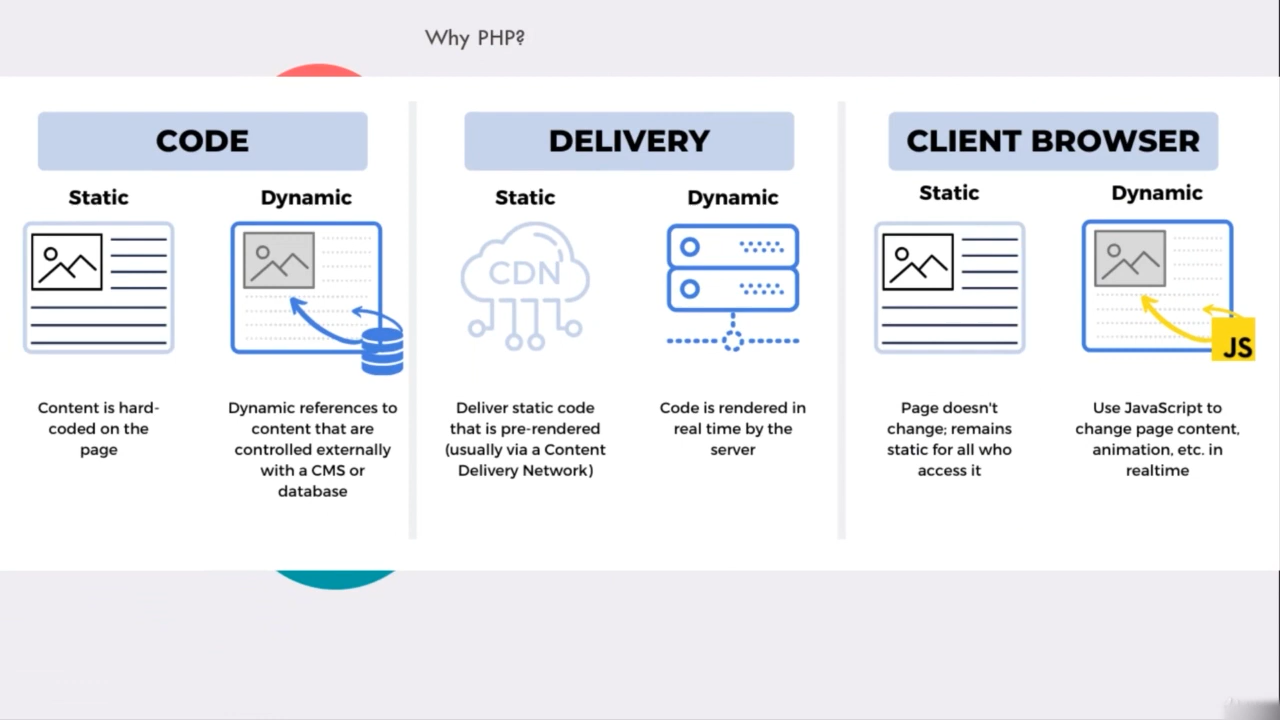 Why PHP?
CODE
Static
Content is hard-
coded on the
page
Dynamic
Dynamic references to
content that are
controlled externally
with a CMS or
database
DELIVERY
Static
CDN
Deliver static code
that is pre-rendered
(usually via a Content
Delivery Network)
Dynamic
Code is rendered in
real time by the
server
CLIENT BROWSER
Static
Page doesn't
change; remains
static for all who
access it
Dynamic
JS
Use JavaScript to
change page content,
animation, etc. in
realtime